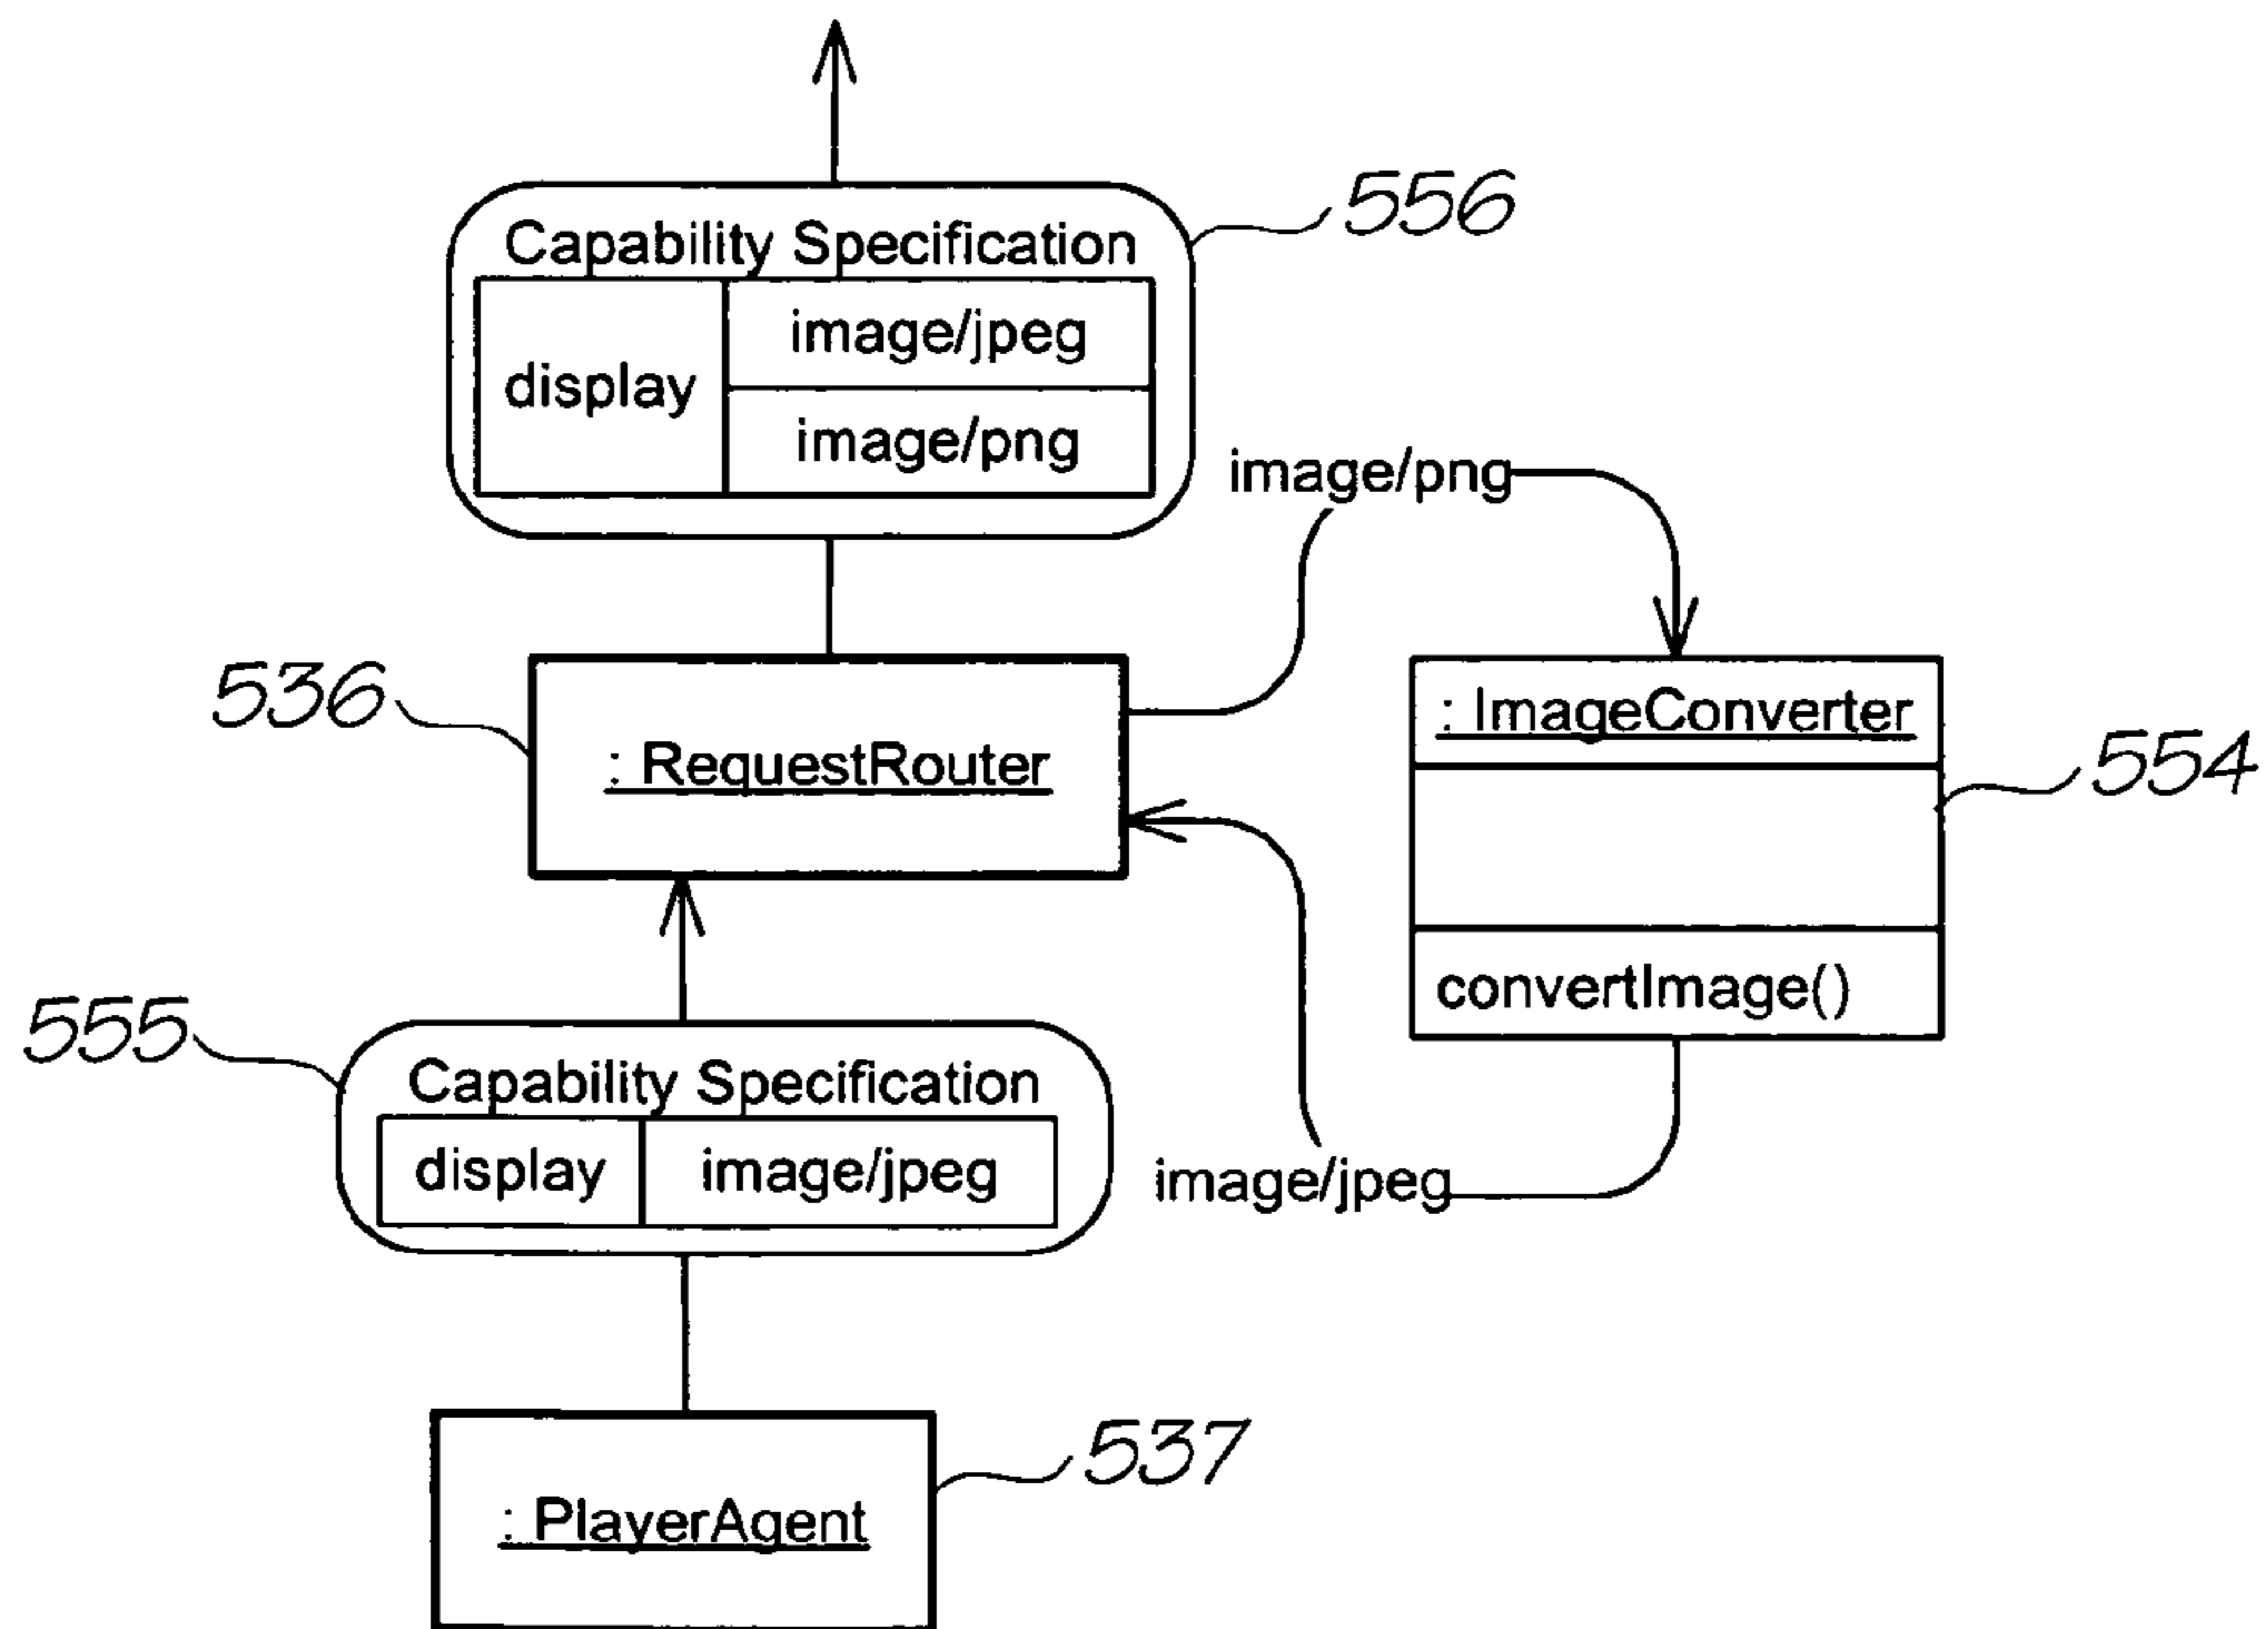 556
Capability Specification
display
image/jpeg
image/png
image/png
536
: RequestRouter
: ImageConverter
554
convertImage()
555
Capability Specification
display
image/jpeg
image/jpeg
537
: PlayerAgent